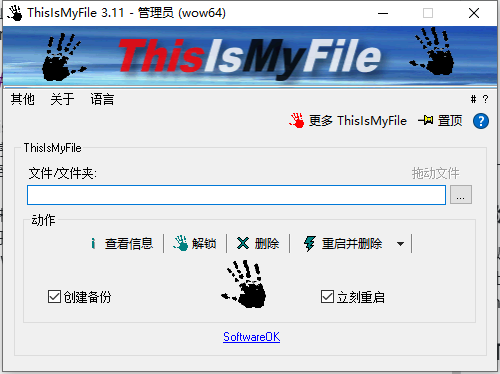 ThisIsMyFile 3.11 - 管理员 (wow64)
ThisIsMyFile
其他 关于 语言 # ?
更多 ThisIsMyFile 置顶 ?
ThisIsMyFile
文件/文件夹: 拖动文件
...
动作
i 查看信息 解锁 删除 重启并删除
创建备份 立刻重启
SoftwareOK